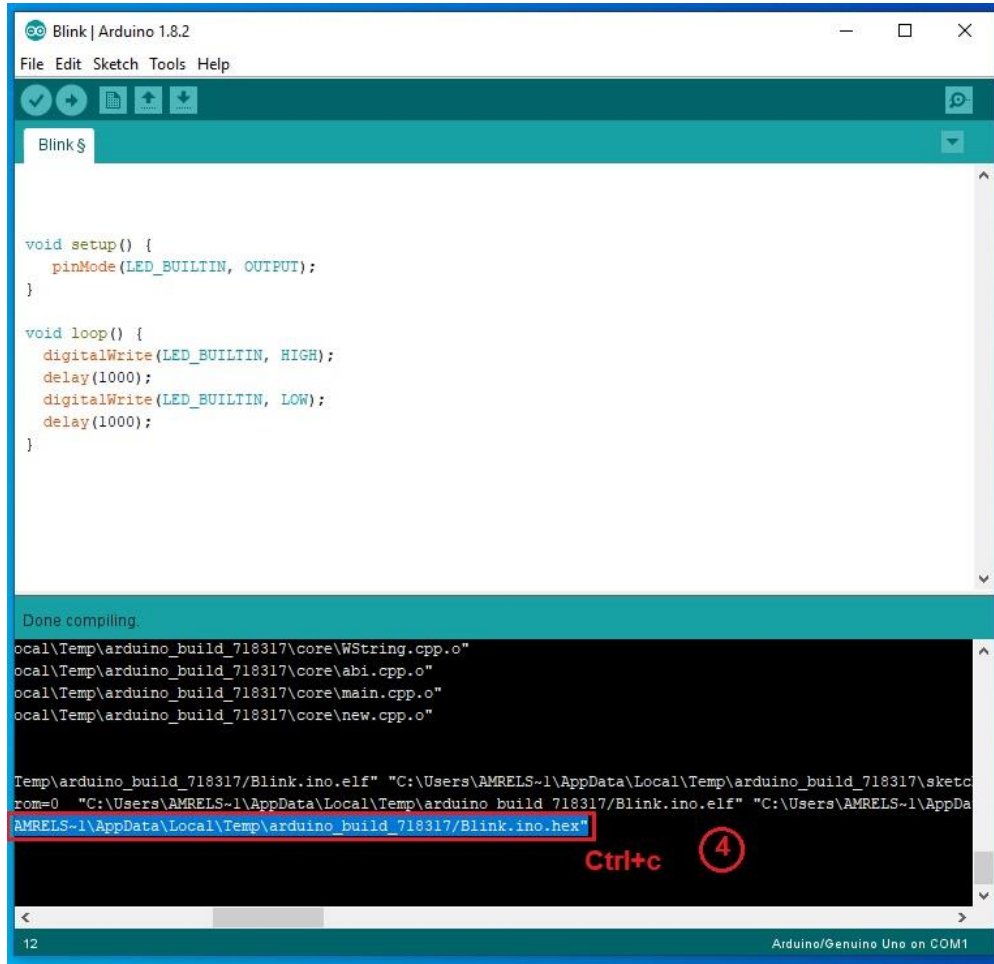 Blink | Arduino 1.8.2
File Edit Sketch Tools Help
Blink §
void setup() {
pinMode(LED_BUILTIN, OUTPUT);
}
void loop() {
digitalWrite(LED_BUILTIN, HIGH);
delay(1000);
digitalWrite(LED_BUILTIN, LOW);
delay(1000);
}
Done compiling.
ocal\Temp\arduino_build_718317\core\WString.cpp.o"
ocal\Temp\arduino_build_718317\core\abi.cpp.o"
ocal\Temp\arduino_build_718317\core\main.cpp.o"
ocal\Temp\arduino_build_718317\core\new.cpp.o"
Temp\arduino_build_718317/Blink.ino.elf" "C:\Users\AMRELS~1\AppData\Local\Temp\arduino_build_718317\sketc
rom=0 "C:\Users\AMRELS~1\AppData\Local\Temp\arduino_build_718317/Blink.ino.elf" "C:\Users\AMRELS~1\AppDa
AMRELS~1\AppData\Local\Temp\arduino_build_718317/Blink.ino.hex"
Ctrl+c 4
12 Arduino/Genuino Uno on COM1